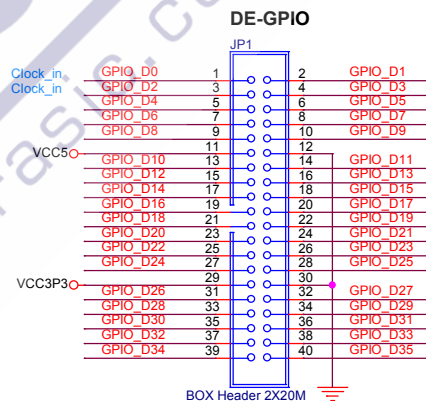 DE-GPIO
JP1
Clock_in GPIO_D0 1 2 GPIO_D1
Clock_in GPIO_D2 3 4 GPIO_D3
GPIO_D4 5 6 GPIO_D5
GPIO_D6 7 8 GPIO_D7
GPIO_D8 9 10 GPIO_D9
VCC5 11 12
GPIO_D10 13 14 GPIO_D11
GPIO_D12 15 16 GPIO_D13
GPIO_D14 17 18 GPIO_D15
GPIO_D16 19 20 GPIO_D17
GPIO_D18 21 22 GPIO_D19
GPIO_D20 23 24 GPIO_D21
GPIO_D22 25 26 GPIO_D23
GPIO_D24 27 28 GPIO_D25
VCC3P3 29 30
GPIO_D26 31 32 GPIO_D27
GPIO_D28 33 34 GPIO_D29
GPIO_D30 35 36 GPIO_D31
GPIO_D32 37 38 GPIO_D33
GPIO_D34 39 40 GPIO_D35
BOX Header 2X20M